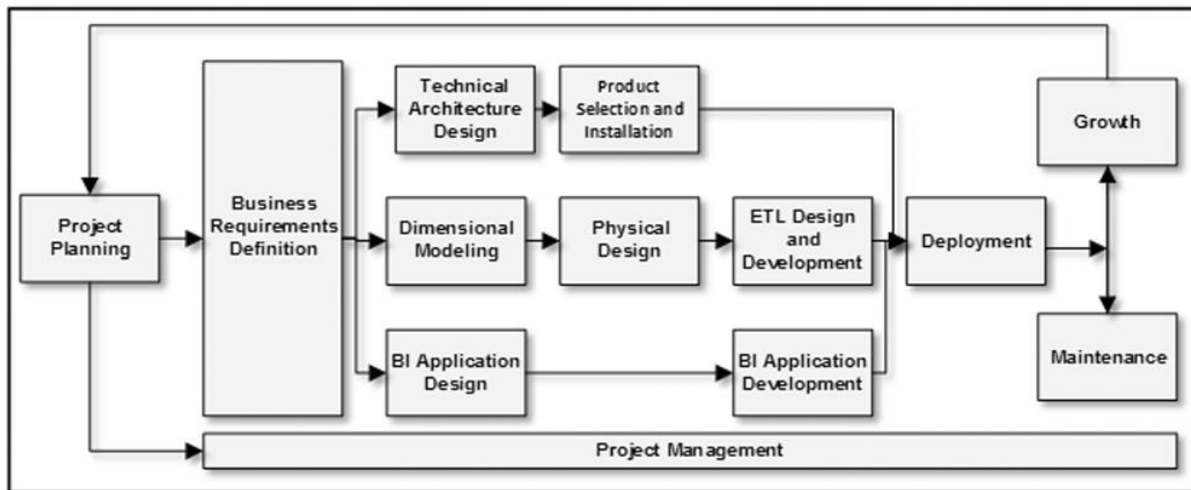 Technical
Architecture
Design
Product
Selection and
Installation
Growth
Project
Planning
Business
Requirements
Definition
Dimensional
Modeling
Physical
Design
ETL Design
and
Development
Deployment
BI Application
Design
BI Application
Development
Maintenance
Project Management